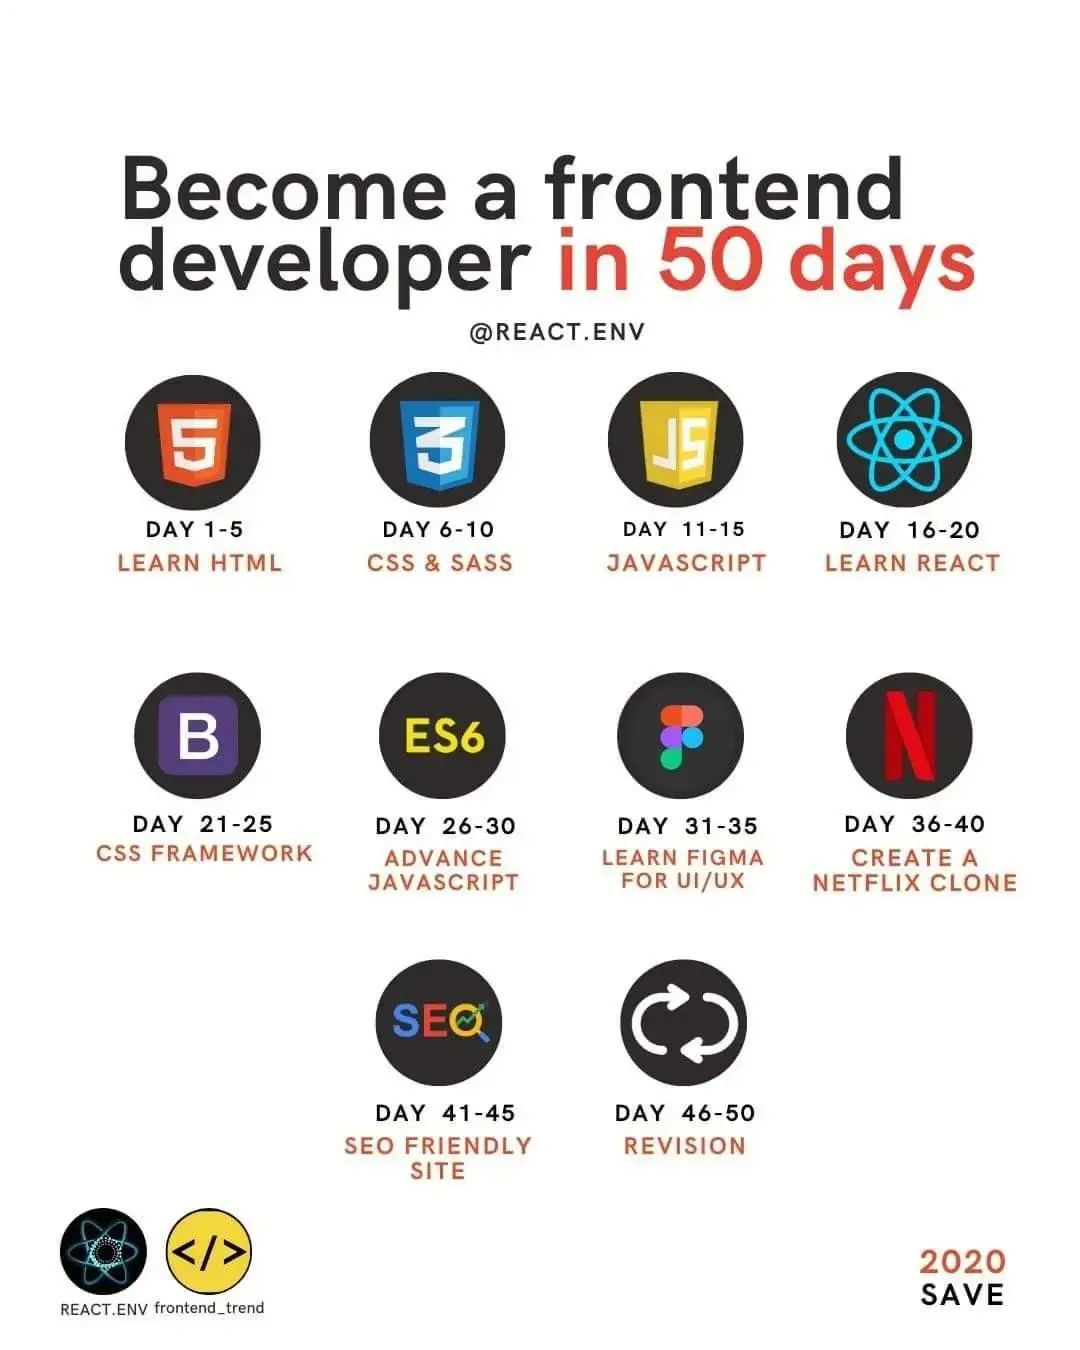 Become a frontend
developer in 50 days
@REACT.ENV
5
3
JS
DAY 1-5
DAY 6-10
DAY 11-15
DAY 16-20
LEARN HTML
CSS & SASS
JAVASCRIPT
LEARN REACT
B
ES6
N
DAY 21-25
DAY 26-30
DAY 31-35
DAY 36-40
CSS FRAMEWORK
ADVANCE
JAVASCRIPT
LEARN FIGMA
FOR UI/UX
CREATE A
NETFLIX CLONE
SEO
DAY 41-45
DAY 46-50
SEO FRIENDLY
SITE
REVISION
</>
REACT.ENV
frontend_trend
2020
SAVE